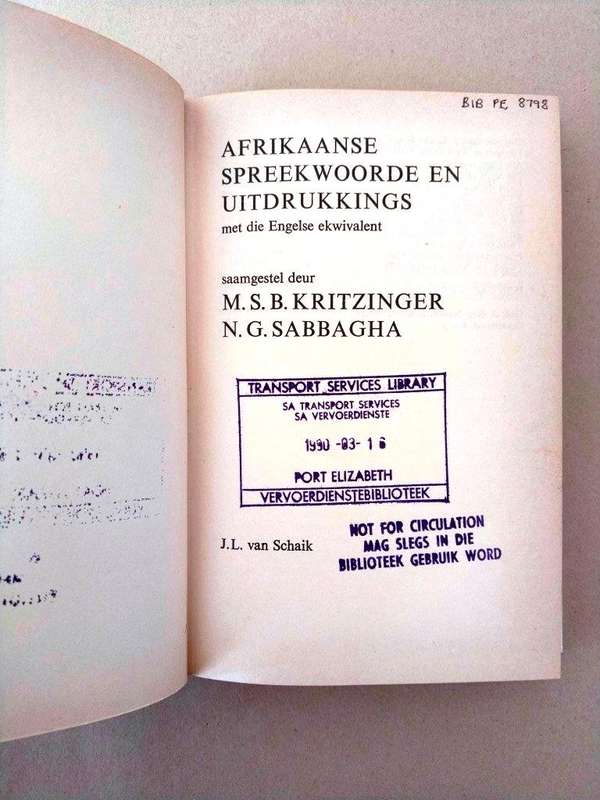 BIB PE 8798
AFRIKAANSE
SPREEKWOORDE EN
UITDRUKKINGS
met die Engelse ekwivalent
saamgestel deur
M. S. B. KRITZINGER
N. G. SABBAGHA
TRANSPORT SERVICES LIBRARY
SA TRANSPORT SERVICES
SA VERVOERDIENSTE
1990 -03- 16
PORT ELIZABETH
VERVOERDIENSTEBIBLIOTEEK
J.L. van Schaik
NOT FOR CIRCULATION
MAG SLEGS IN DIE
BIBLIOTEEK GEBRUIK WORD